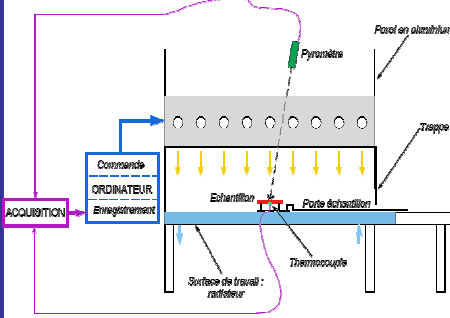 Paroi en aluminium
Pyromètre
Trappe
Commande
ORDINATEUR
Enregistrement
ACQUISITION
Echantillon
Porte échantillon
Thermocouple
Surface de travail :
radiateur